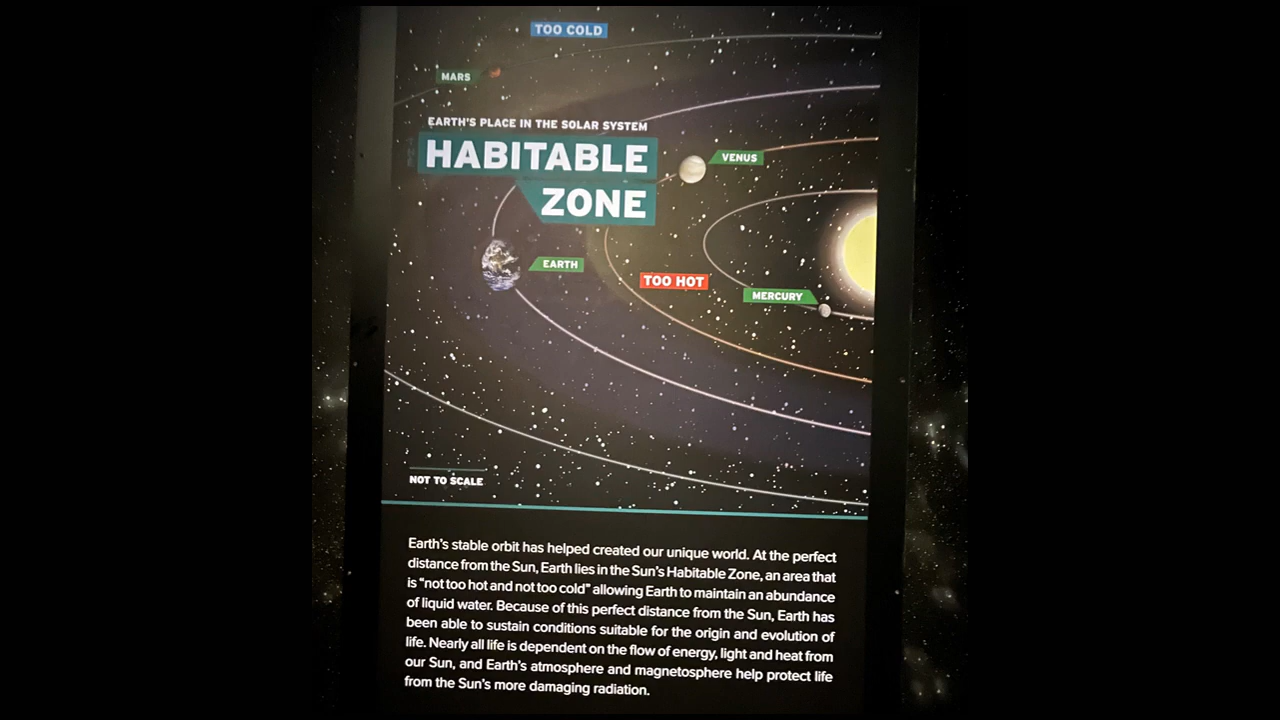 TOO COLD
MARS
EARTH'S PLACE IN THE SOLAR SYSTEM
HABITABLE
ZONE
VENUS
EARTH
TOO HOT
MERCURY
NOT TO SCALE
Earth's stable orbit has helped created our unique world. At the perfect
distance from the Sun, Earth lies in the Sun's Habitable Zone, an area that
is "not too hot and not too cold" allowing Earth to maintain an abundance
of liquid water. Because of this perfect distance from the Sun, Earth has
been able to sustain conditions suitable for the origin and evolution of
life. Nearly all life is dependent on the flow of energy, light and heat from
our Sun, and Earth's atmosphere and magnetosphere help protect life
from the Sun's more damaging radiation.